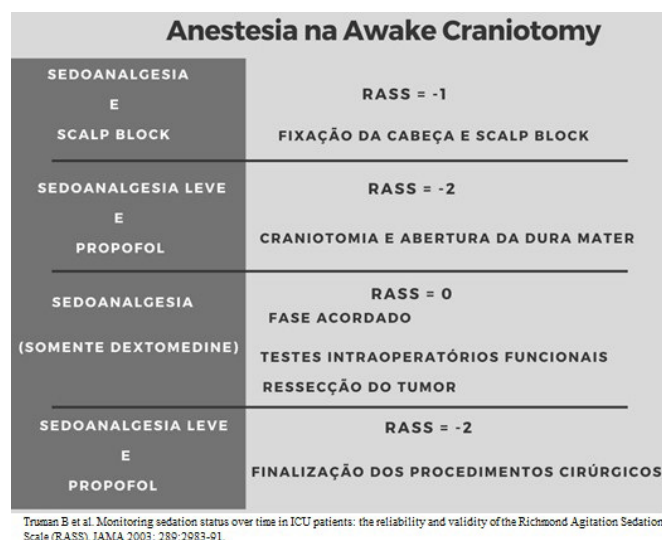 Anestesia na Awake Craniotomy
SEDOANALGESIA
E
SCALP BLOCK
RASS = -1
FIXAÇÃO DA CABEÇA E SCALP BLOCK
SEDOANALGESIA LEVE
E
PROPOFOL
RASS = -2
CRANIOTOMIA E ABERTURA DA DURA MATER
SEDOANALGESIA
(SOMENTE DEXTOMEDINE)
RASS = 0
FASE ACORDADO
TESTES INTRAOPERATÓRIOS FUNCIONAIS
RESSECÇÃO DO TUMOR
SEDOANALGESIA LEVE
E
PROPOFOL
RASS = -2
FINALIZAÇÃO DOS PROCEDIMENTOS CIRÚRGICOS
Truman B et al. Monitoring sedation status over time in ICU patients: the reliability and validity of the Richmond Agitation Sedation
Scale (RASS). JAMA 2003; 289:2983-91.